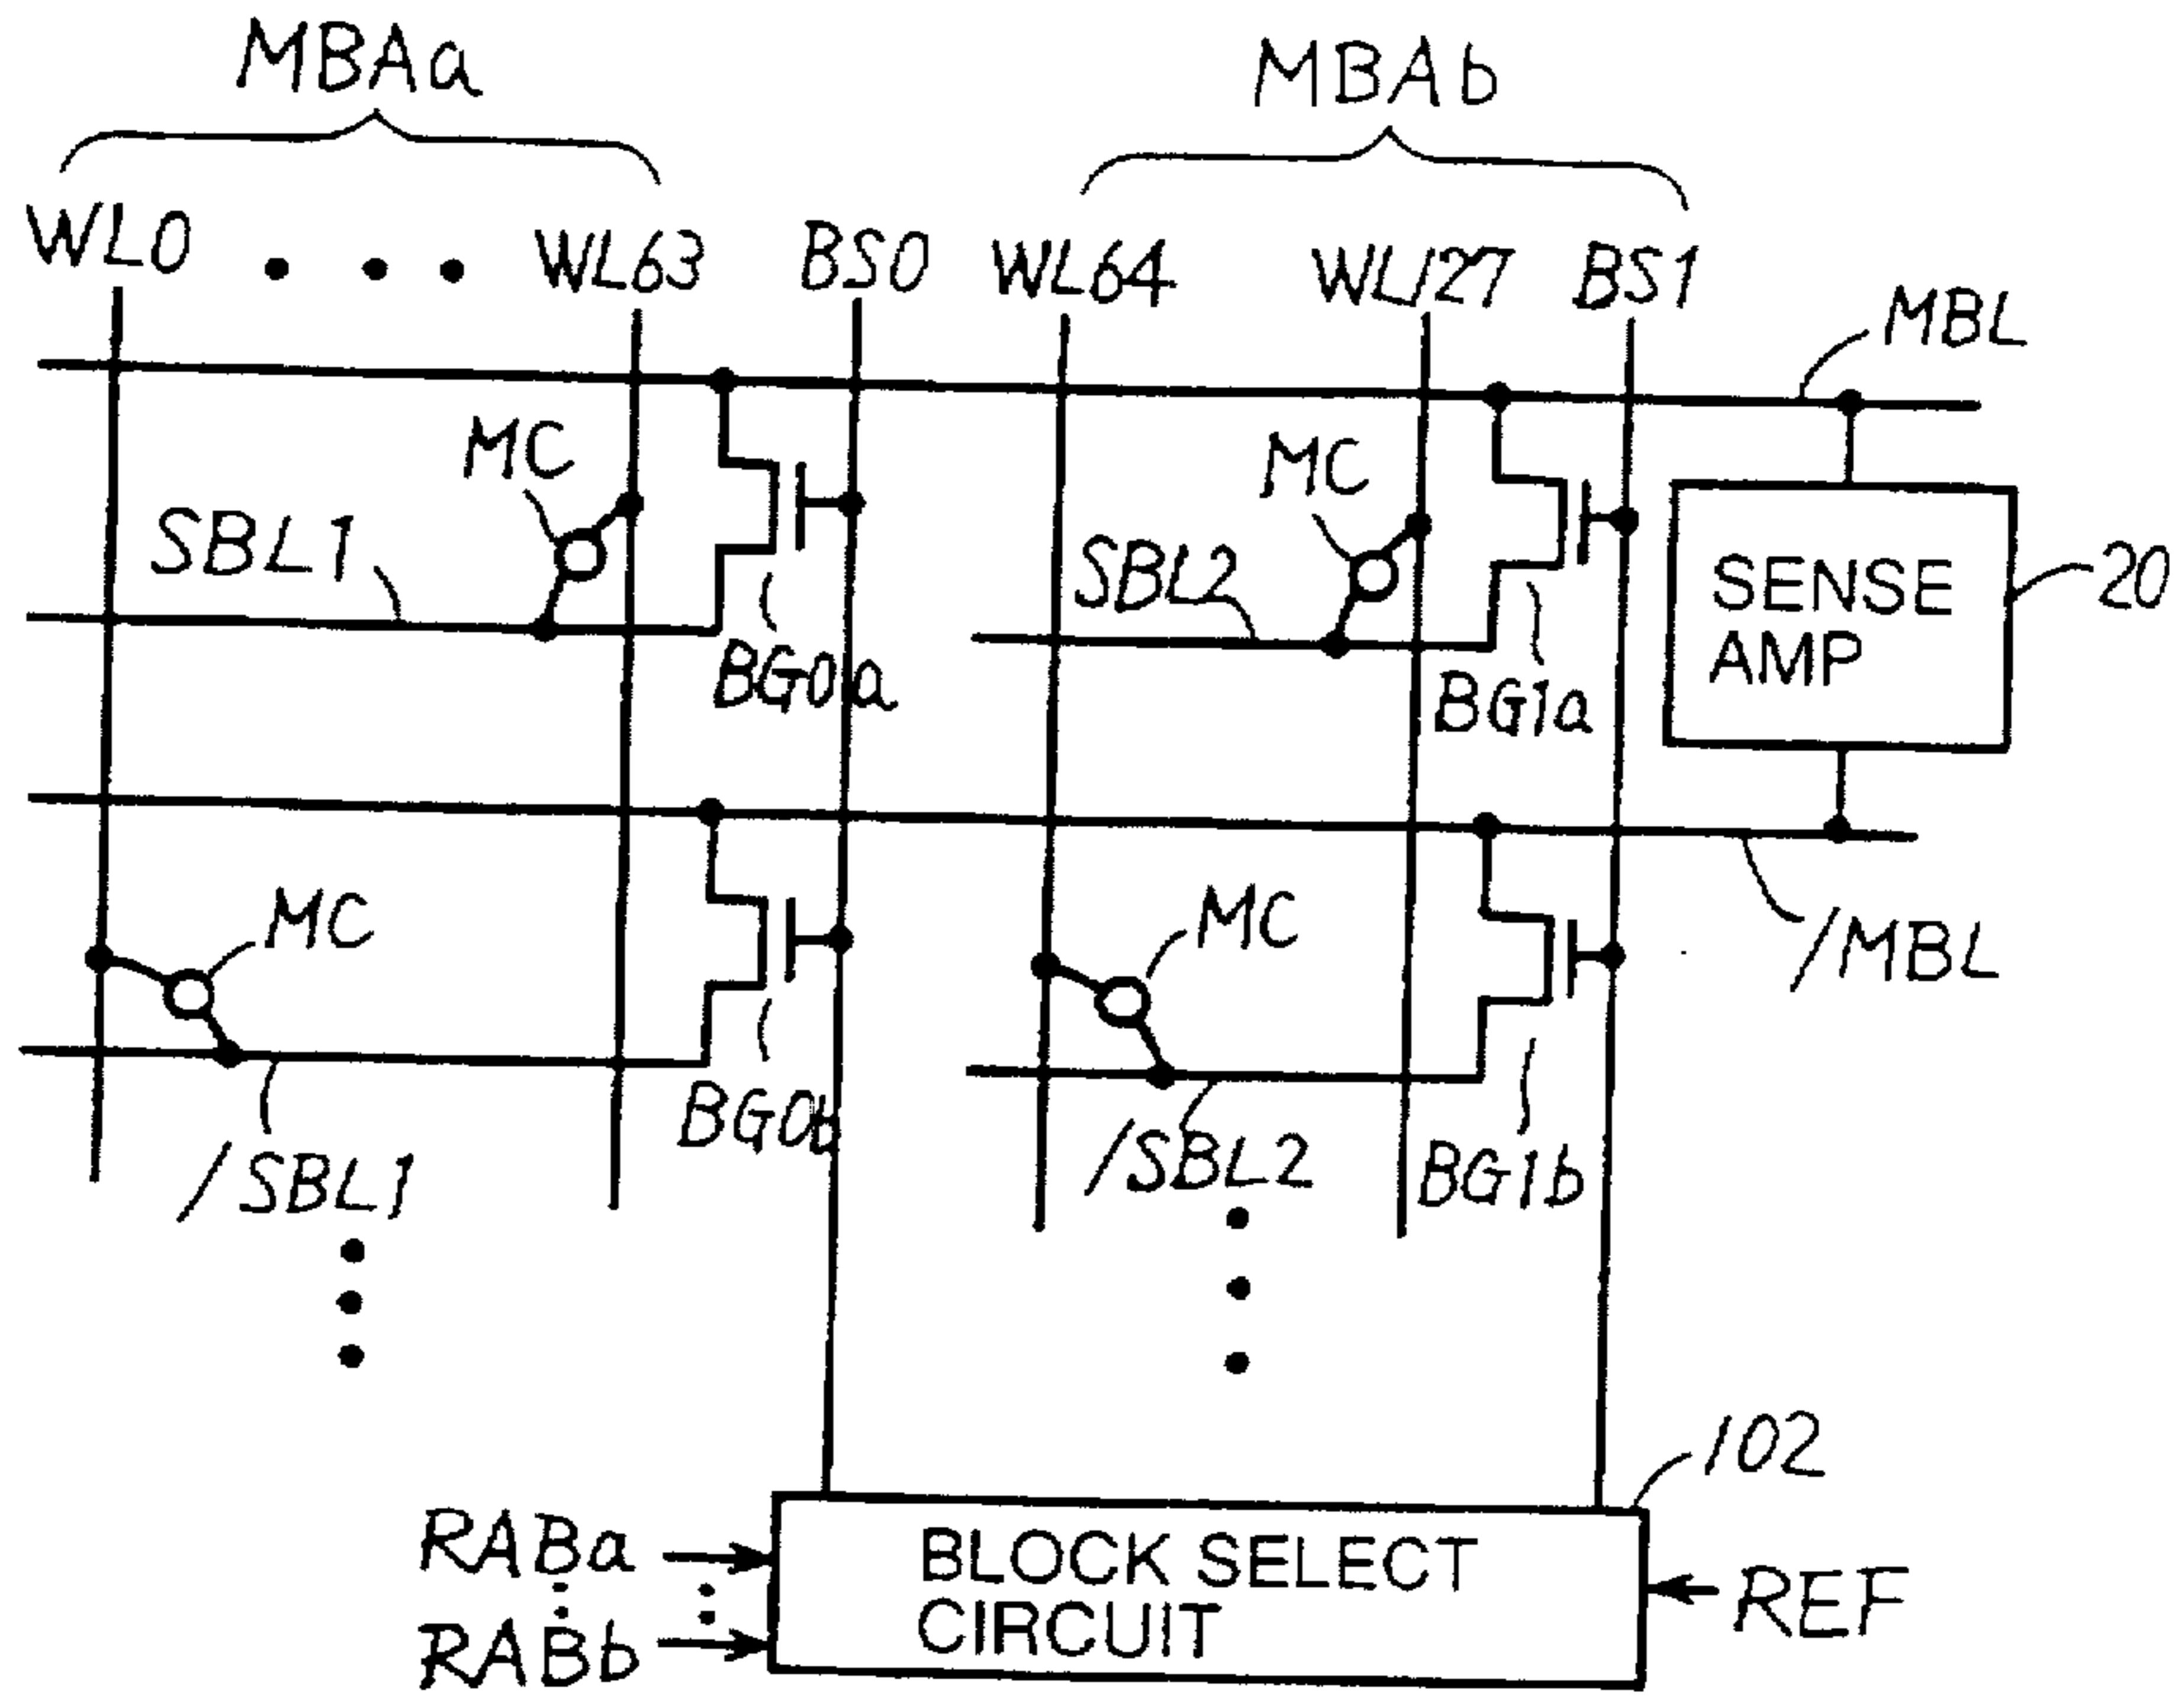 MBAa
MBAb
WL0 • • • WL63 BS0 WL64 WL127 BS1
MBL
MC
MC
SBL1
SBL2
SENSE
AMP
20
BG0a
BG1a
MC
MC
/MBL
BG0b
/SBL1
/SBL2
BG1b
102
RABa
RABb
BLOCK SELECT
CIRCUIT
REF